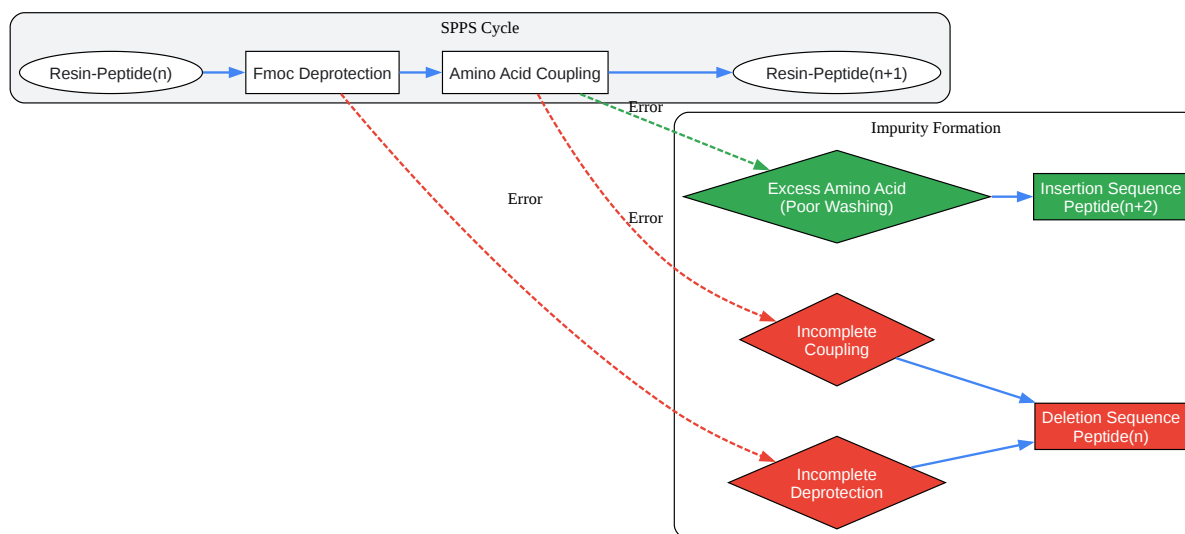 SPPS Cycle
Resin-Peptide(n)
Fmoc Deprotection
Amino Acid Coupling
Resin-Peptide(n+1)
Error
Impurity Formation
Excess Amino Acid
(Poor Washing)
Insertion Sequence
Peptide(n+2)
Error
Error
Incomplete
Coupling
Deletion Sequence
Peptide(n)
Incomplete
Deprotection